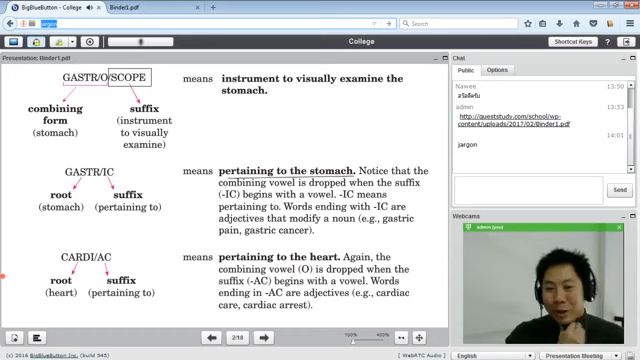 BigBlueButton - College
Binder1.pdf
jargon
College
Shortcut Keys
Presentation: Binder1.pdf
GASTR/O/SCOPE means instrument to visually examine the
stomach.
combining suffix
form (instrument
(stomach) to visually
examine)
GASTR/IC means pertaining to the stomach. Notice that the
combining vowel is dropped when the suffix
root suffix (-IC) begins with a vowel. -IC means
(stomach) (pertaining to) pertaining to. Words ending with -IC are
adjectives that modify a noun (e.g., gastric
pain, gastric cancer).
CARDI/AC means pertaining to the heart. Again, the
combining vowel (O) is dropped when the
root suffix suffix (-AC) begins with a vowel. Words
(heart) (pertaining to) ending in -AC are adjectives (e.g., cardiac
care, cardiac arrest).
2/18
100% 400%
Chat
Public Options
Nawee 13:50
สวัสดีครับ
admin 13:53
http://queststudy.com/school/wp-
content/uploads/2017/02/Binder1.pdf
14:01
jargon
Send
Webcams
admin (you)
(c) 2016 BigBlueButton Inc. (build 545)
WebRTC Audio
English
Presentation Meeting